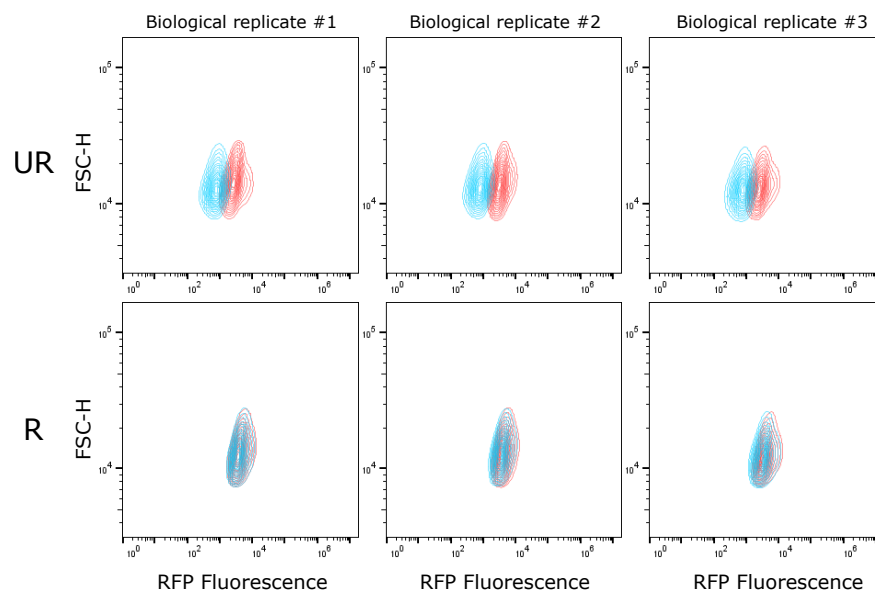 Biological replicate #1 Biological replicate #2 Biological replicate #3
UR
FSC-H
10⁵ 10⁵ 10⁵
10⁴ 10⁴ 10⁴
10⁰ 10² 10⁴ 10⁶ 10⁰ 10² 10⁴ 10⁶ 10⁰ 10² 10⁴ 10⁶
R
FSC-H
10⁵ 10⁵ 10⁵
10⁴ 10⁴ 10⁴
10⁰ 10² 10⁴ 10⁶ 10⁰ 10² 10⁴ 10⁶ 10⁰ 10² 10⁴ 10⁶
RFP Fluorescence RFP Fluorescence RFP Fluorescence